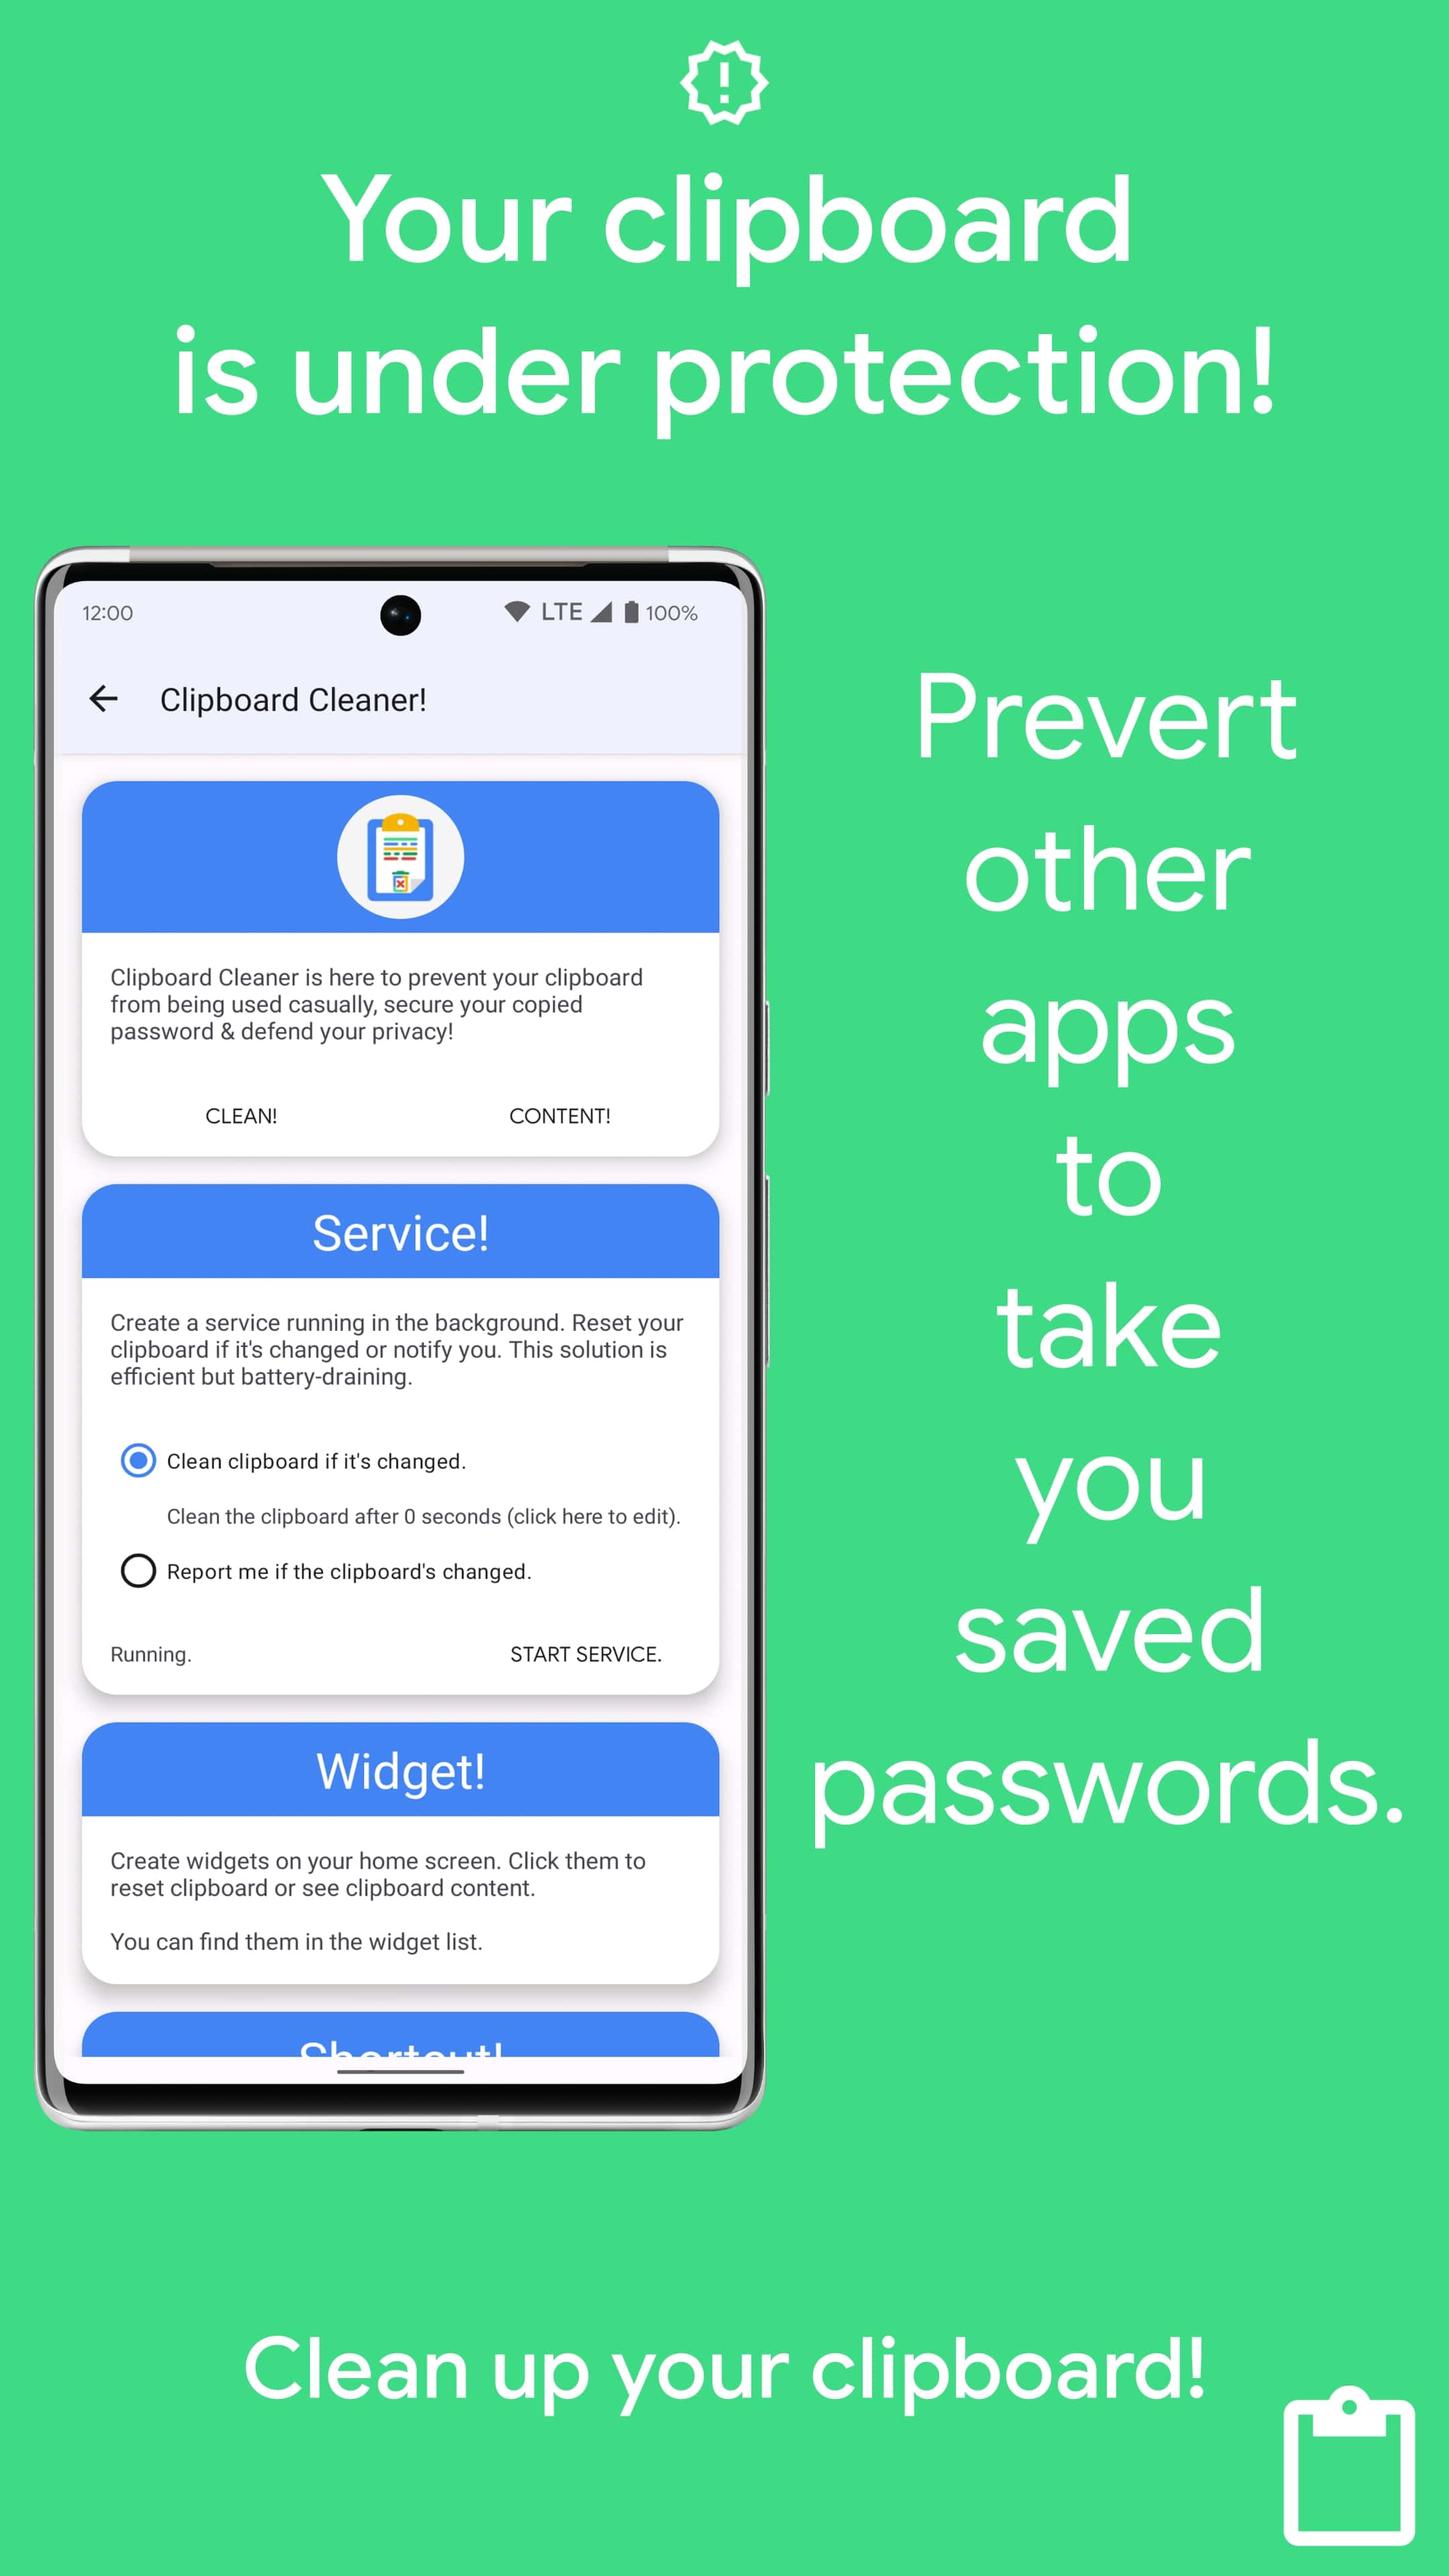 Your clipboard
is under protection!
12:00
LTE
100%
Clipboard Cleaner!
Clipboard Cleaner is here to prevent your clipboard
from being used casually, secure your copied
password & defend your privacy!
CLEAN!
CONTENT!
Service!
Create a service running in the background. Reset your
clipboard if it's changed or notify you. This solution is
efficient but battery-draining.
Clean clipboard if it's changed.
Clean the clipboard after 0 seconds (click here to edit).
Report me if the clipboard's changed.
Running.
START SERVICE.
Widget!
Create widgets on your home screen. Click them to
reset clipboard or see clipboard content.
You can find them in the widget list.
Shortcut!
Prevert
other
apps
to
take
you
saved
passwords.
Clean up your clipboard!